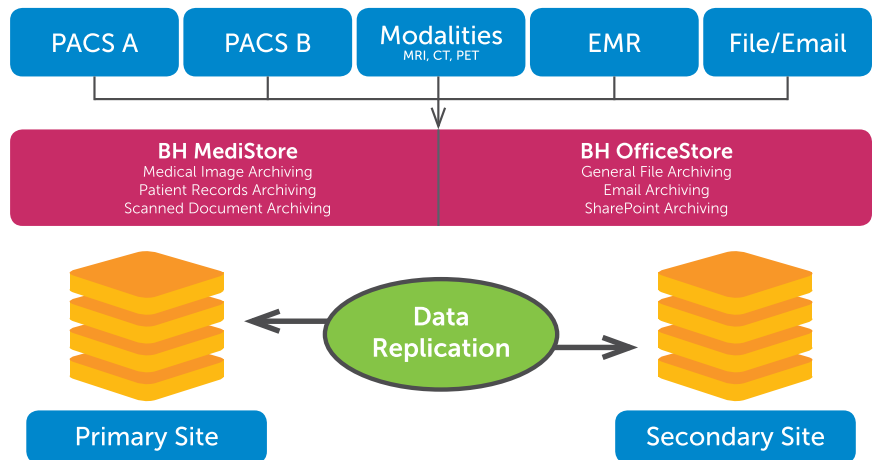 PACS A
PACS B
Modalities
MRI, CT, PET
EMR
File/Email
BH MediStore
Medical Image Archiving
Patient Records Archiving
Scanned Document Archiving
BH OfficeStore
General File Archiving
Email Archiving
SharePoint Archiving
Data
Replication
Primary Site
Secondary Site